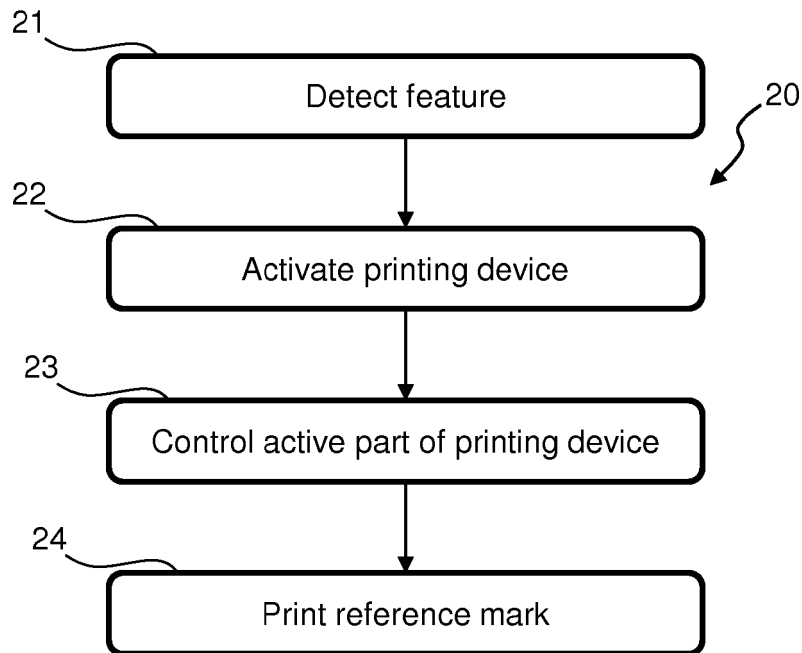 21
Detect feature
20
22
Activate printing device
23
Control active part of printing device
24
Print reference mark